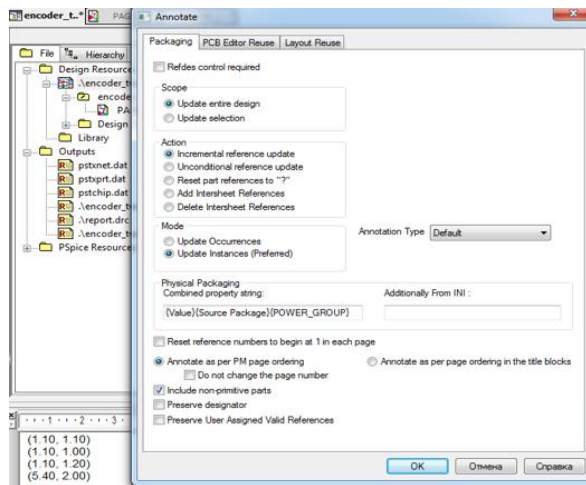 encoder_t..*
PAG
File
Hierarchy
Design Resource
.\encoder_t
encode
PA
Design
Library
Outputs
pstxnet.dat
pstxprt.dat
pstchip.dat
.\encoder_t
.\report.drc
.\encoder_t
PSpice Resource
1 2 3
(1.10, 1.10)
(1.10, 1.00)
(1.10, 1.20)
(5.40, 2.00)
Annotate
Packaging PCB Editor Reuse Layout Reuse
Refdes control required
Scope
Update entire design
Update selection
Action
Incremental reference update
Unconditional reference update
Reset part references to "?"
Add Intersheet References
Delete Intersheet References
Mode
Update Occurrences
Update Instances (Preferred)
Annotation Type Default
Physical Packaging
Combined property string: Additionally From INI :
{Value}{Source Package}{POWER_GROUP}
Reset reference numbers to begin at 1 in each page
Annotate as per PM page ordering Annotate as per page ordering in the title blocks
Do not change the page number
Include non-primitive parts
Preserve designator
Preserve User Assigned Valid References
OK Отмена Справка